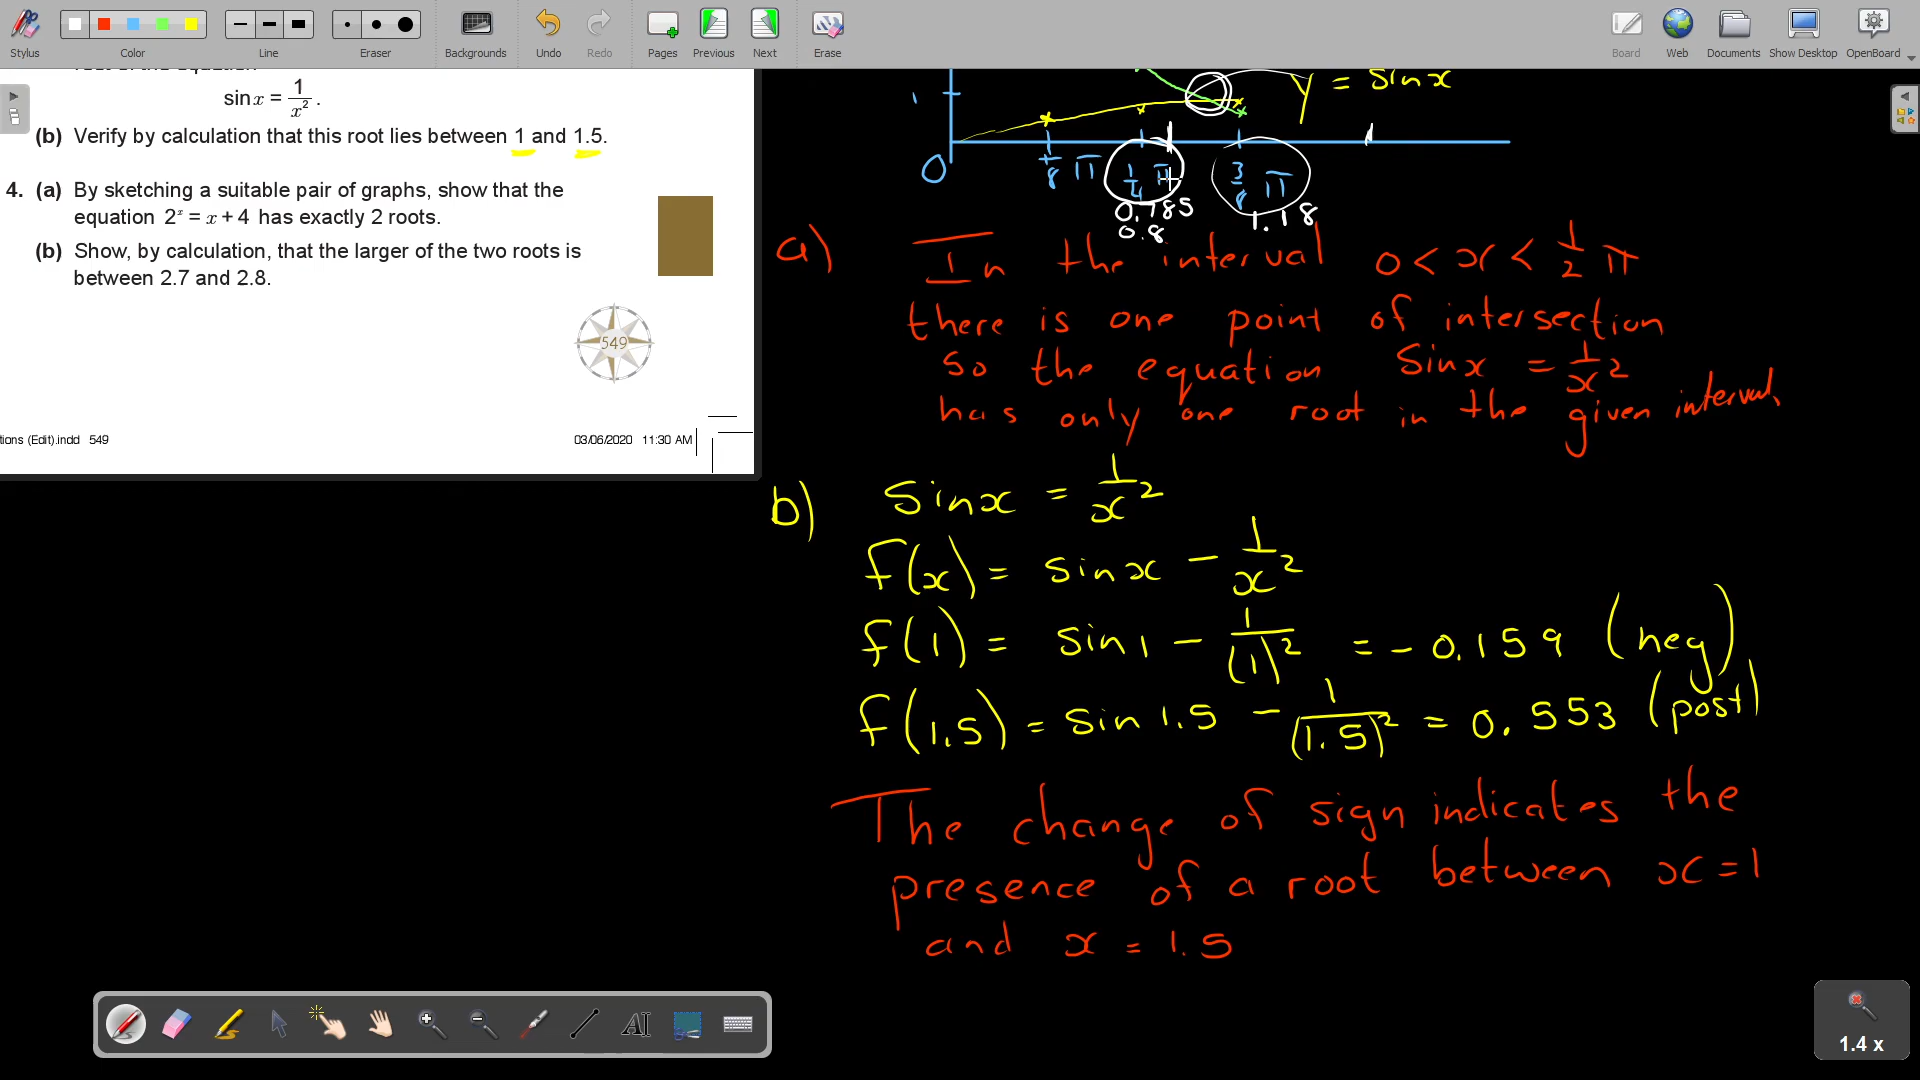 Stylus Color Line Eraser Backgrounds Undo Redo Pages Previous Next Erase Board Web Documents Show Desktop OpenBoard
sin x = 1/x².
(b) Verify by calculation that this root lies between 1 and 1.5.
4. (a) By sketching a suitable pair of graphs, show that the
equation 2ˣ = x + 4 has exactly 2 roots.
(b) Show, by calculation, that the larger of the two roots is
between 2.7 and 2.8.
549
tions (Edit).indd 549 03/06/2020 11:30 AM
y = sin x
1
0 1/8 π 1/4 π 3/8 π
0.785 1.18
0.8
a) In the interval 0 < x < 1/2 π
there is one point of intersection
so the equation sin x = 1/x²
has only one root in the given interval.
b) sin x = 1/x²
f(x) = sin x − 1/x²
f(1) = sin 1 − 1/(1)² = − 0.159 (neg)
f(1.5) = sin 1.5 − 1/(1.5)² = 0.553 (post)
The change of sign indicates the
presence of a root between x = 1
and x = 1.5
1.4 x